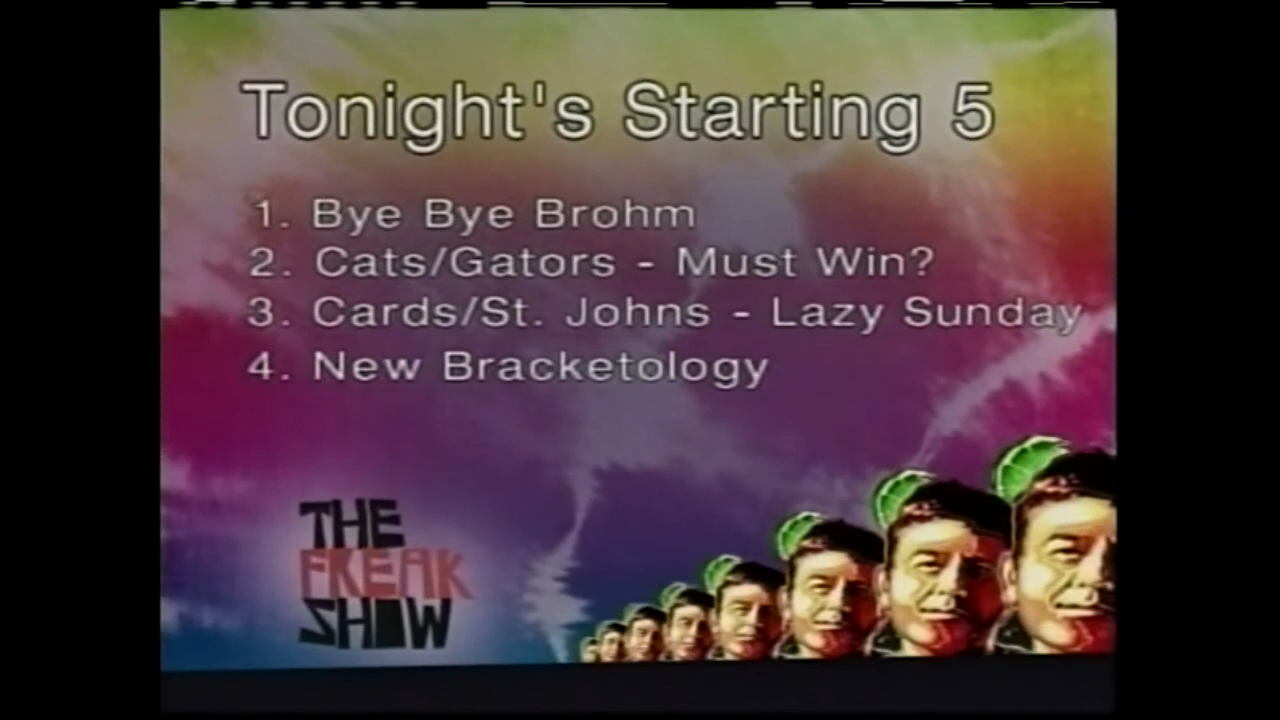 Tonight's Starting 5
1. Bye Bye Brohm
2. Cats/Gators - Must Win?
3. Cards/St. Johns - Lazy Sunday
4. New Bracketology
THE
FREAK
SHOW